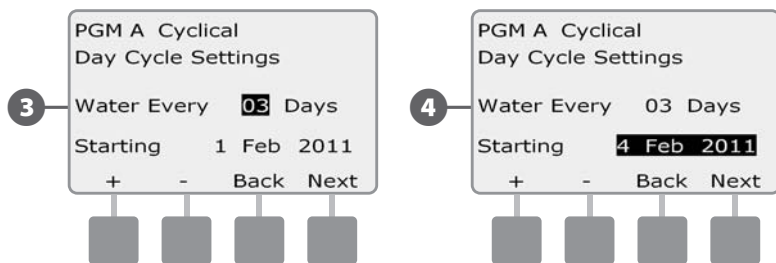 PGM A Cyclical
Day Cycle Settings
3
Water Every 03 Days
Starting 1 Feb 2011
+ - Back Next
PGM A Cyclical
Day Cycle Settings
4
Water Every 03 Days
Starting 4 Feb 2011
+ - Back Next